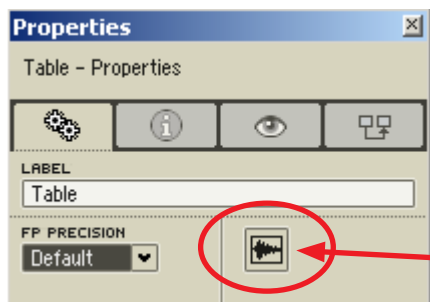 Properties
Table - Properties
LABEL
Table
FP PRECISION
Default